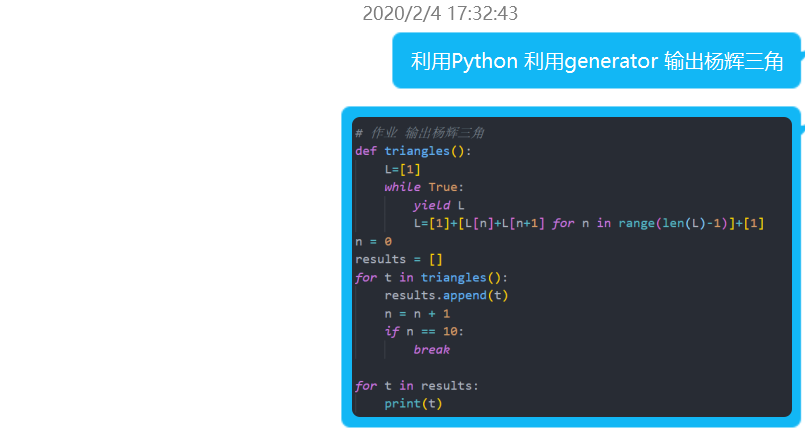 2020/2/4 17:32:43
利用Python 利用generator 输出杨辉三角
# 作业 输出杨辉三角
def triangles():
    L=[1]
    while True:
        yield L
        L=[1]+[L[n]+L[n+1] for n in range(len(L)-1)]+[1]
n = 0
results = []
for t in triangles():
    results.append(t)
    n = n + 1
    if n == 10:
        break

for t in results:
    print(t)